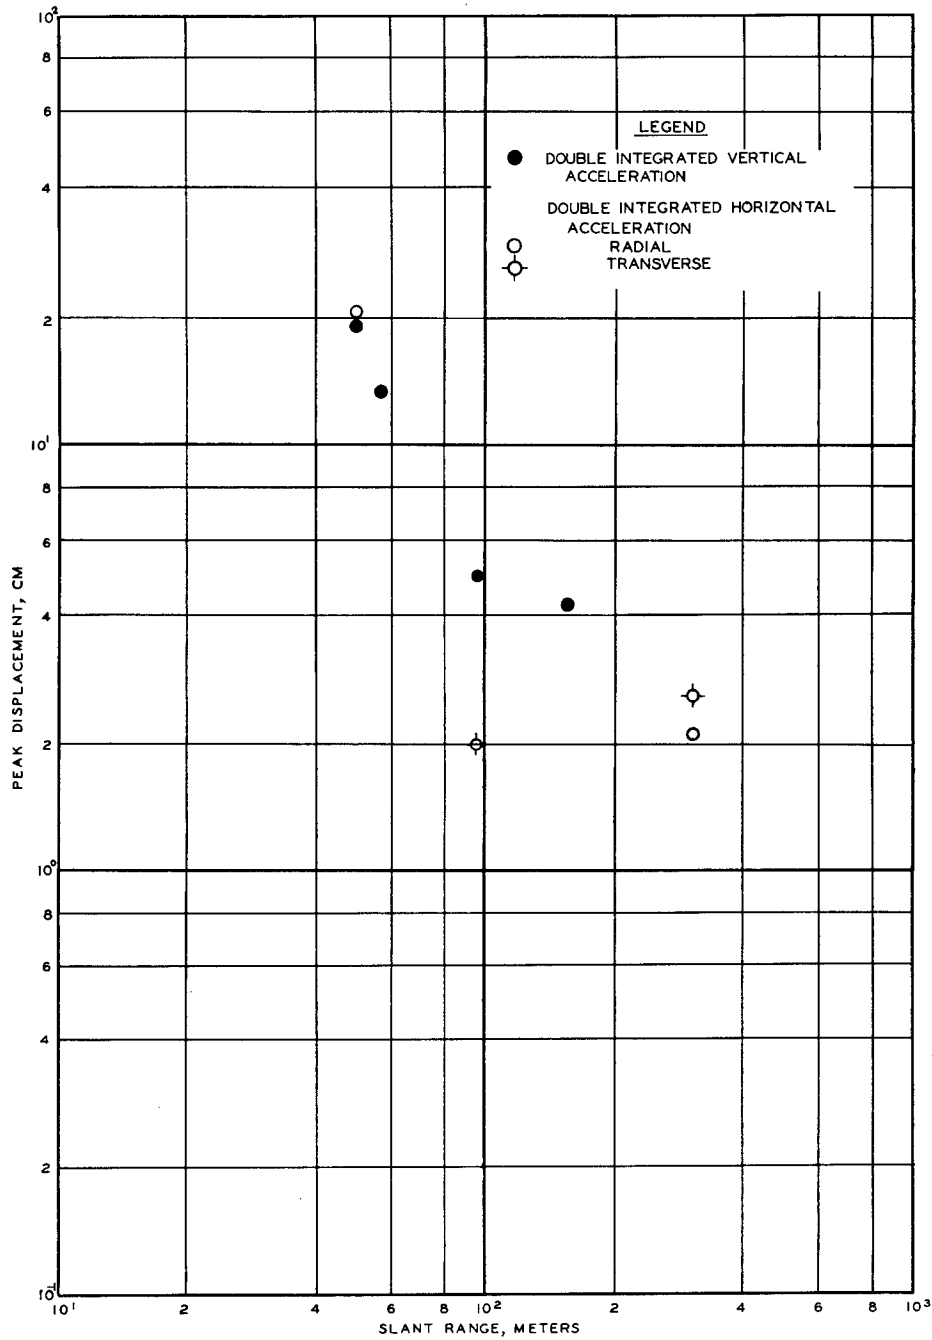 10²
8
6
4
2
10¹
8
6
4
2
10⁰
8
6
4
2
10⁻¹
PEAK DISPLACEMENT, CM
LEGEND
DOUBLE INTEGRATED VERTICAL
ACCELERATION
DOUBLE INTEGRATED HORIZONTAL
ACCELERATION
RADIAL
TRANSVERSE
10¹ 2 4 6 8 10² 2 4 6 8 10³
SLANT RANGE, METERS